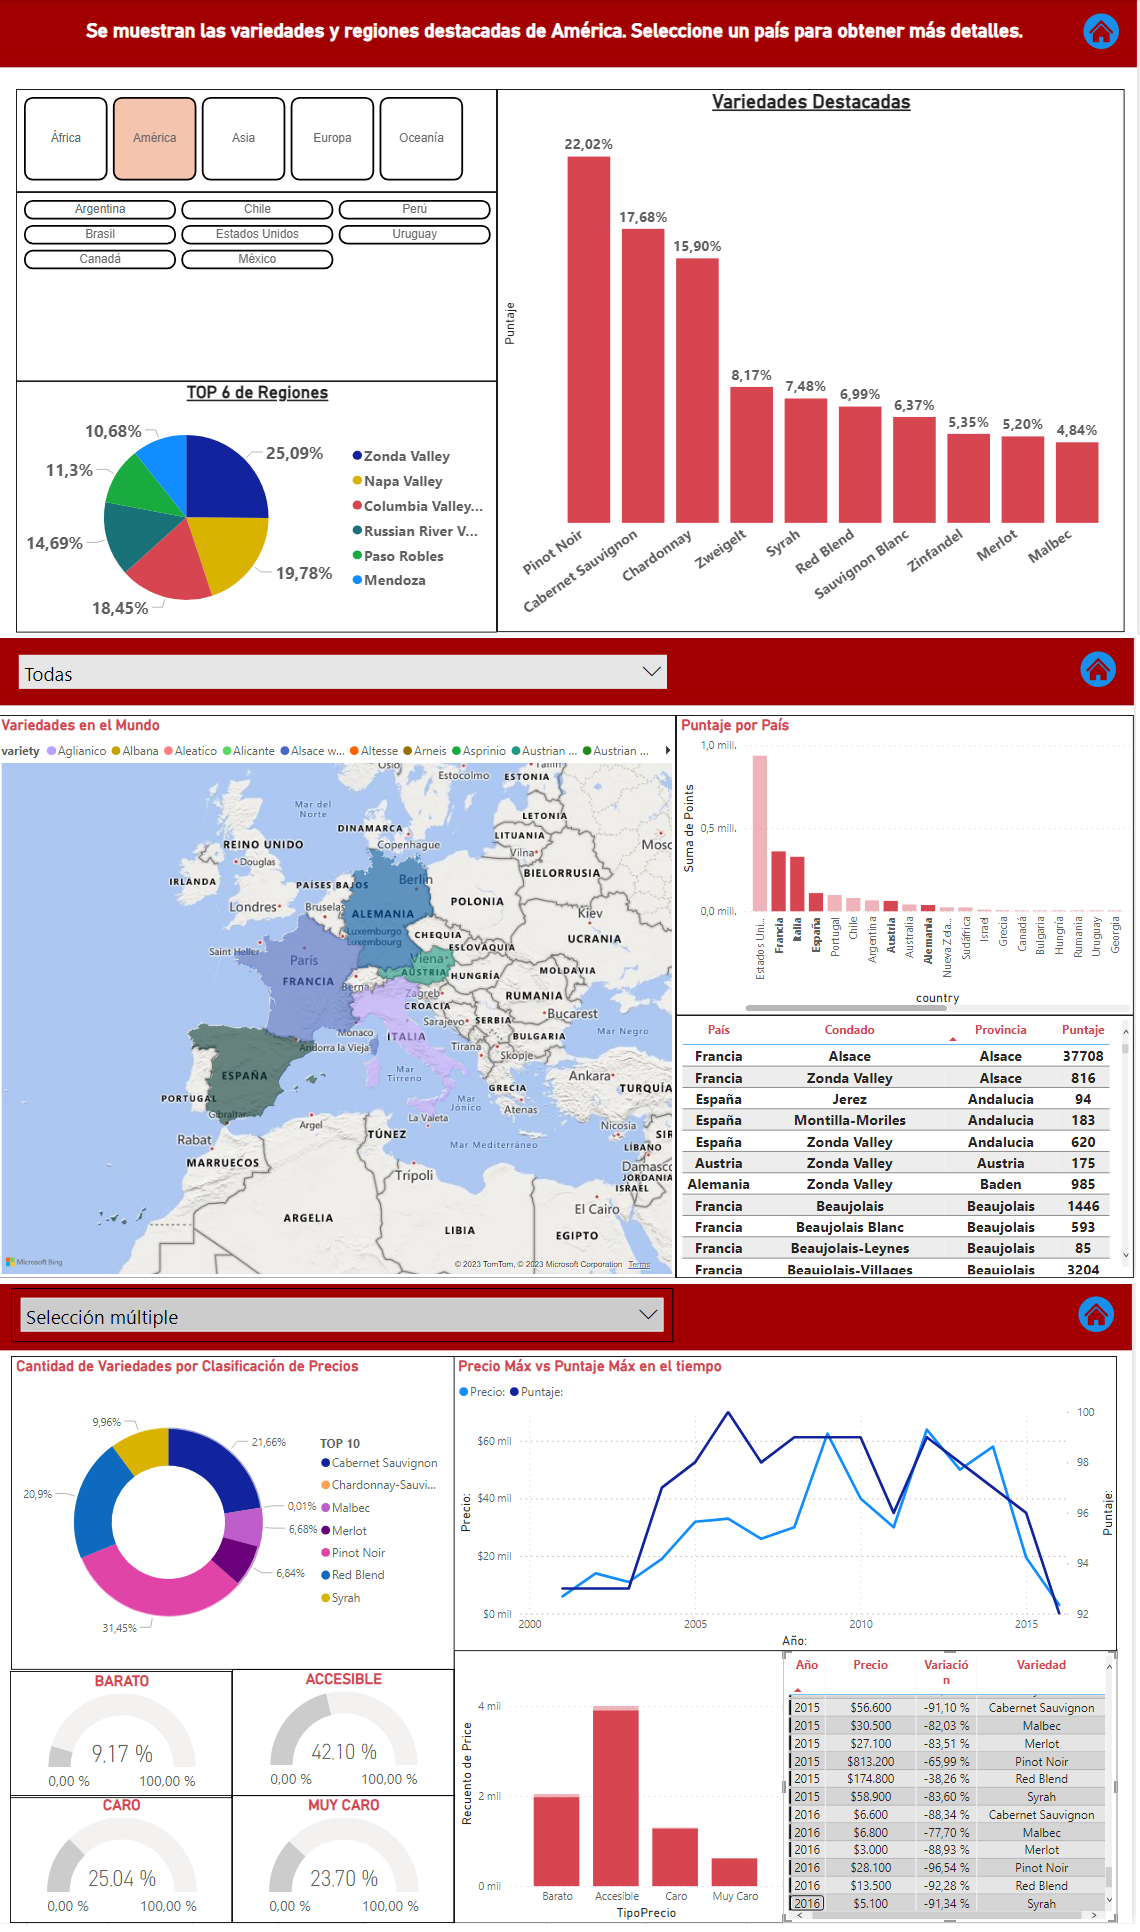 Se muestran las variedades y regiones destacadas de América. Seleccione un país para obtener más detalles.
África
América
Asia
Europa
Oceanía
Argentina
Chile
Perú
Brasil
Estados Unidos
Uruguay
Canadá
México
TOP 6 de Regiones
10,68%
25,09%
11,3%
14,69%
19,78%
18,45%
Zonda Valley
Napa Valley
Columbia Valley...
Russian River V...
Paso Robles
Mendoza
Variedades Destacadas
Puntaje
22,02%
17,68%
15,90%
8,17%
7,48%
6,99%
6,37%
5,35%
5,20%
4,84%
Pinot Noir
Cabernet Sauvignon
Chardonnay
Zweigelt
Syrah
Red Blend
Sauvignon Blanc
Zinfandel
Merlot
Malbec
Todas
Variedades en el Mundo
variety Aglianico Albana Aleatico Alicante Alsace w... Altesse Arneis Asprinio Austrian ... Austrian ...
Oslo
Estocolmo
Tallin
ESTONIA
Mar del
Norte
LETONIA
DINAMARCA
LITUANIA
Copenhague
Vilna
Mosc
REINO UNIDO
Douglas
IRLANDA
PAÍSES BAJOS
Berlín
BIELORRUSIA
POLONIA
Londres
Bruselas
ALEMANIA
Kiev
Luxemburgo
Luxembourg
CHEQUIA
UCRANIA
Saint Helier
París
Viena
ESLOVAQUIA
AUSTRIA
HUNGRÍA
MOLDAVIA
FRANCIA
Berna
Zagreb
CROACIA
RUMANIA
Bucarest
Sarajevo
SERBIA
Mar Negro
Mónaco
ITALIA
BULGARIA
Andorra la Vieja
Tirana
Skopje
Mar
Tirreno
ESPAÑA
Ankara
GRECIA
TURQUÍA
PORTUGAL
Mar
Jónico
Atenas
Gibraltar
Argel
La Valeta
Nicosia
Rabat
TÚNEZ
SIR
Mar Mediterráneo
LÍBANO
MARRUECOS
Damasco
Trípoli
JORDANIA
ISRAEL
El Cairo
ARGELIA
LIBIA
EGIPTO
Microsoft Bing
© 2023 TomTom, © 2023 Microsoft Corporation Terms
Puntaje por País
Suma de Points
1,0 mill.
0,5 mill.
0,0 mill.
Estados Uni...
Francia
Italia
España
Portugal
Chile
Argentina
Austria
Australia
Alemania
Nueva Zela...
Sudáfrica
Israel
Grecia
Canadá
Bulgaria
Hungría
Rumania
Uruguay
Georgia
country
País Condado Provincia Puntaje
Francia Alsace Alsace 37708
Francia Zonda Valley Alsace 816
España Jerez Andalucia 94
España Montilla-Moriles Andalucia 183
España Zonda Valley Andalucia 620
Austria Zonda Valley Austria 175
Alemania Zonda Valley Baden 985
Francia Beaujolais Beaujolais 1446
Francia Beaujolais Blanc Beaujolais 593
Francia Beaujolais-Leynes Beaujolais 85
Francia Beaujolais-Villages Beaujolais 3204
Selección múltiple
Cantidad de Variedades por Clasificación de Precios
9,96%
21,66%
20,9%
0,01%
6,68%
6,84%
31,45%
TOP 10
Cabernet Sauvignon
Chardonnay-Sauvi...
Malbec
Merlot
Pinot Noir
Red Blend
Syrah
Precio Máx vs Puntaje Máx en el tiempo
Precio: Puntaje:
Precio:
$60 mil
$40 mil
$20 mil
$0 mil
100
98
96
94
92
Puntaje:
2000
2005
2010
2015
Año:
BARATO
9,17 %
0,00 % 100,00 %
ACCESIBLE
42,10 %
0,00 % 100,00 %
CARO
25,04 %
0,00 % 100,00 %
MUY CARO
23,70 %
0,00 % 100,00 %
Recuento de Price
4 mil
2 mil
0 mil
Barato
Accesible
Caro
Muy Caro
TipoPrecio
Año Precio Variació Variedad
n
2015 $56.600 -91,10 % Cabernet Sauvignon
2015 $30.500 -82,03 % Malbec
2015 $27.100 -83,51 % Merlot
2015 $813.200 -65,99 % Pinot Noir
2015 $174.800 -38,26 % Red Blend
2015 $58.900 -83,60 % Syrah
2016 $6.600 -88,34 % Cabernet Sauvignon
2016 $6.800 -77,70 % Malbec
2016 $3.000 -88,93 % Merlot
2016 $28.100 -96,54 % Pinot Noir
2016 $13.500 -92,28 % Red Blend
2016 $5.100 -91,34 % Syrah